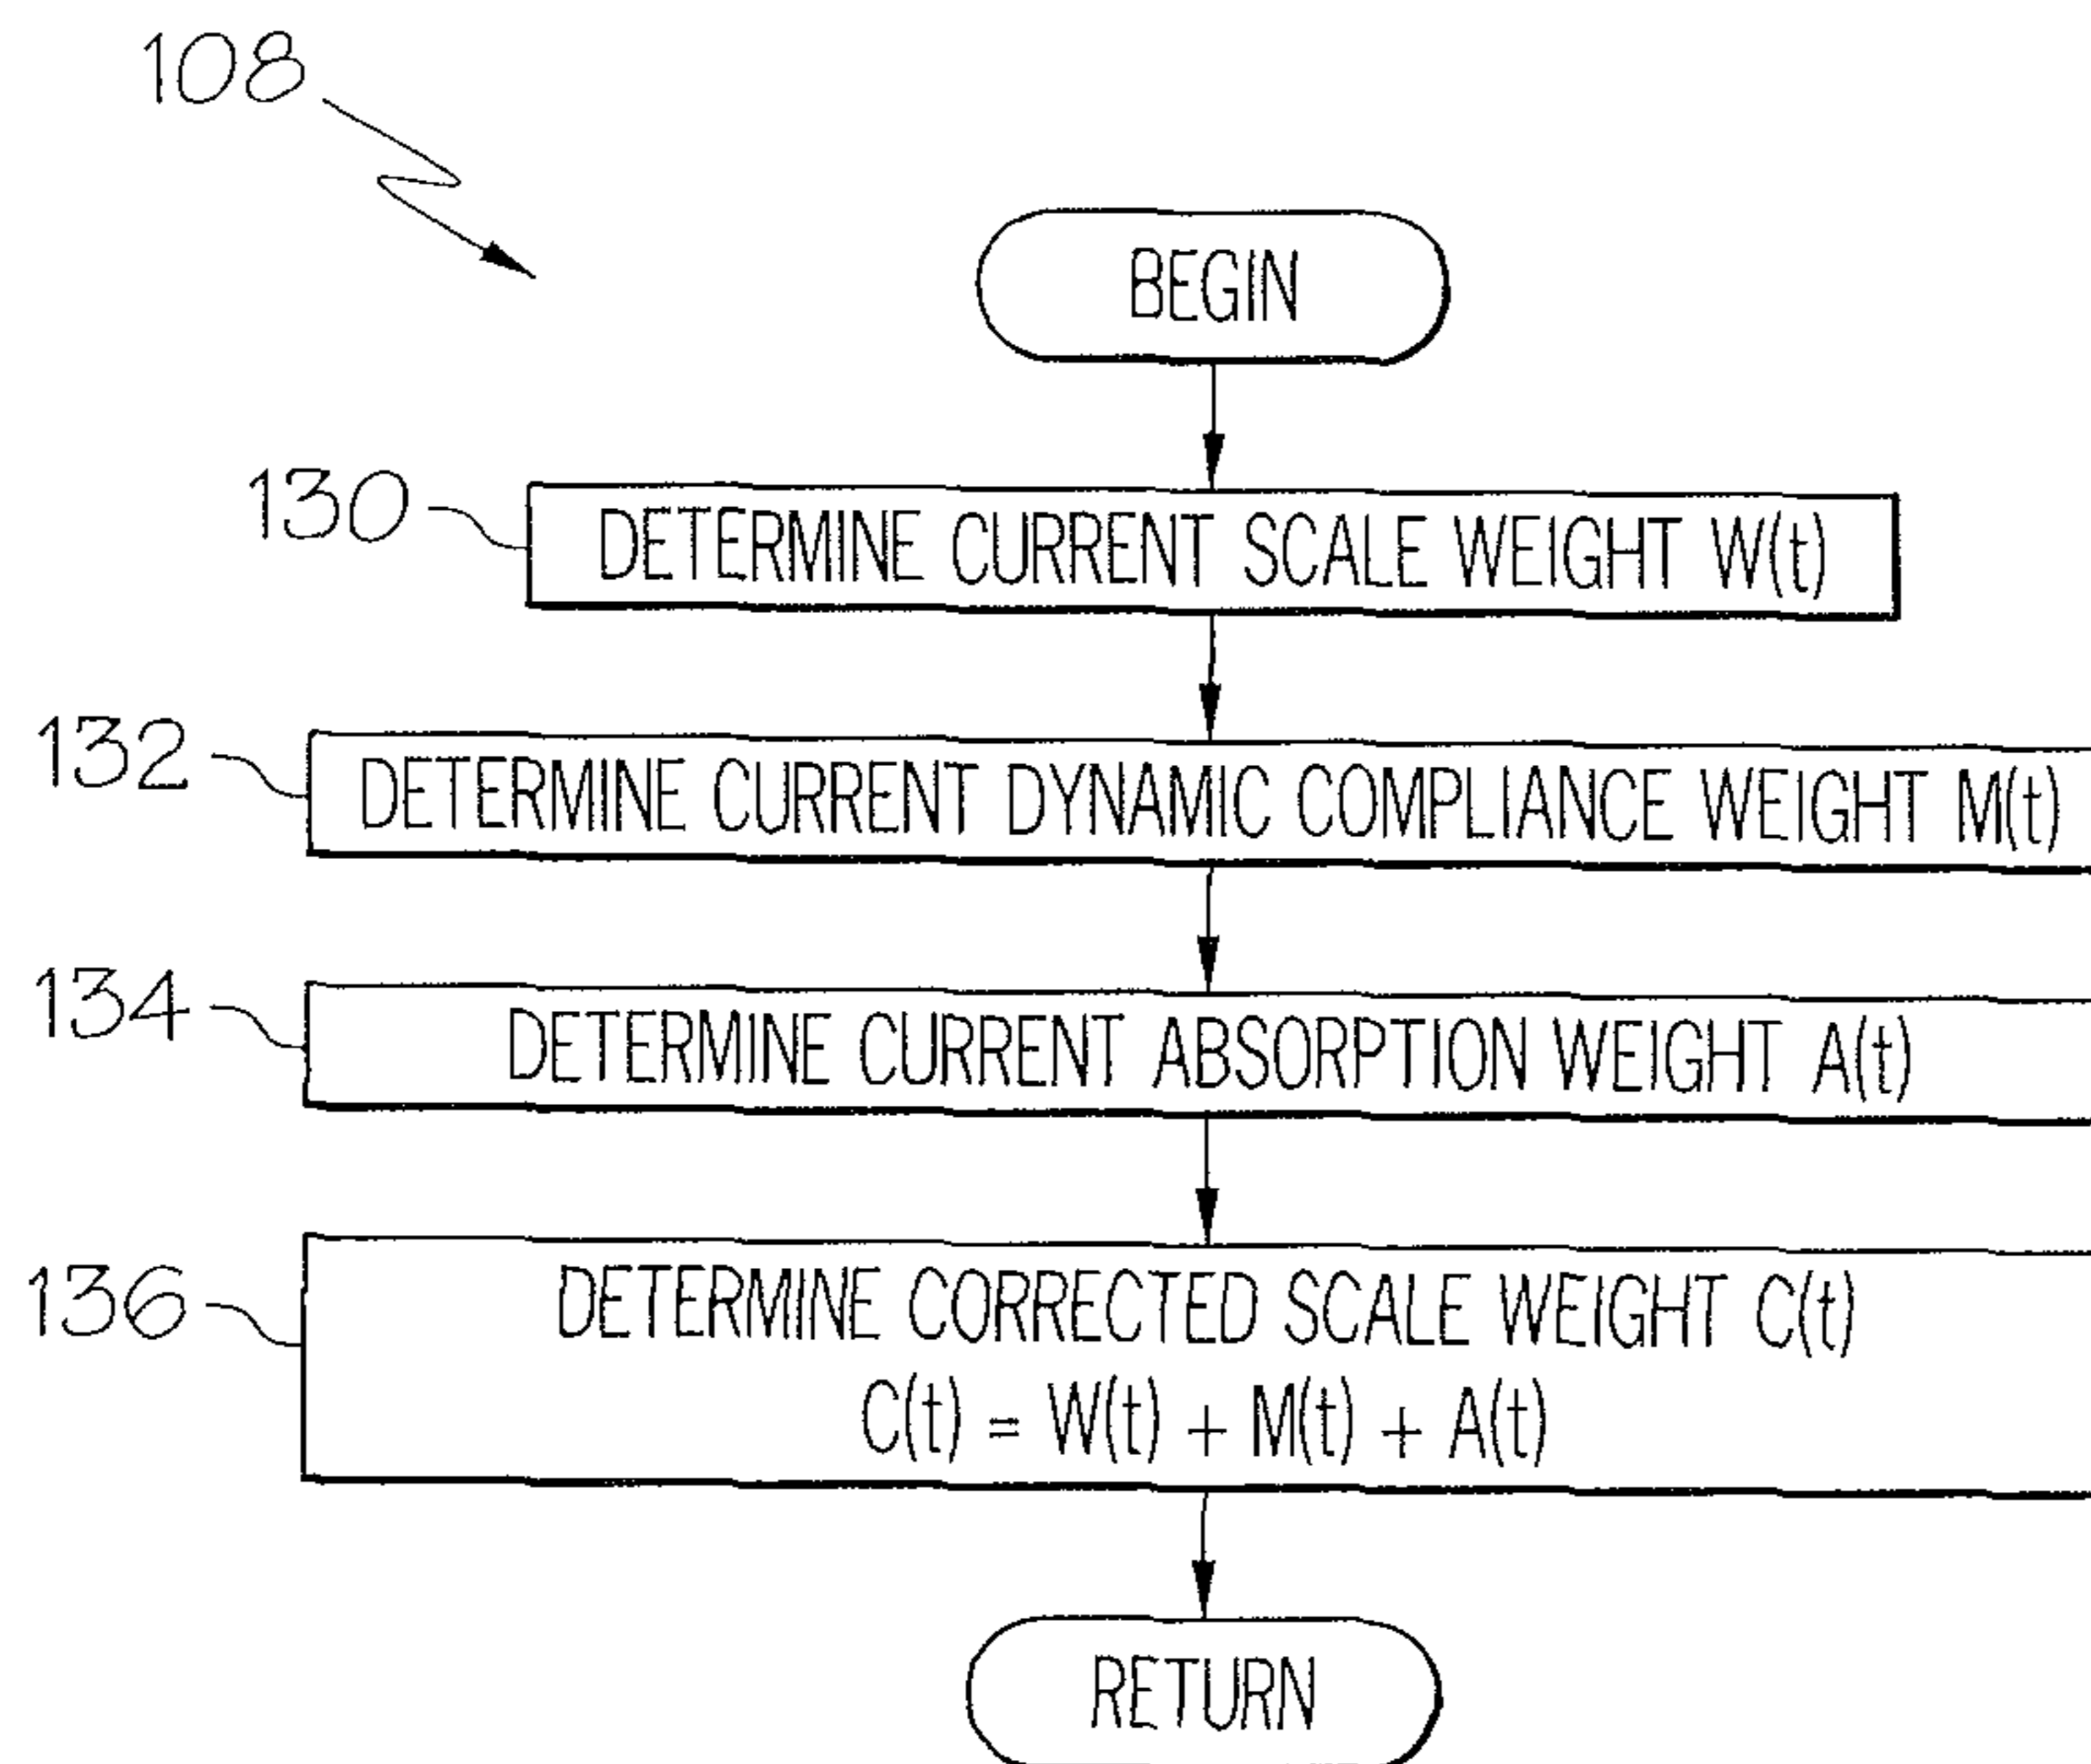 108
BEGIN
130
DETERMINE CURRENT SCALE WEIGHT W(t)
132
DETERMINE CURRENT DYNAMIC COMPLIANCE WEIGHT M(t)
134
DETERMINE CURRENT ABSORPTION WEIGHT A(t)
136
DETERMINE CORRECTED SCALE WEIGHT C(t)
C(t) = W(t) + M(t) + A(t)
RETURN